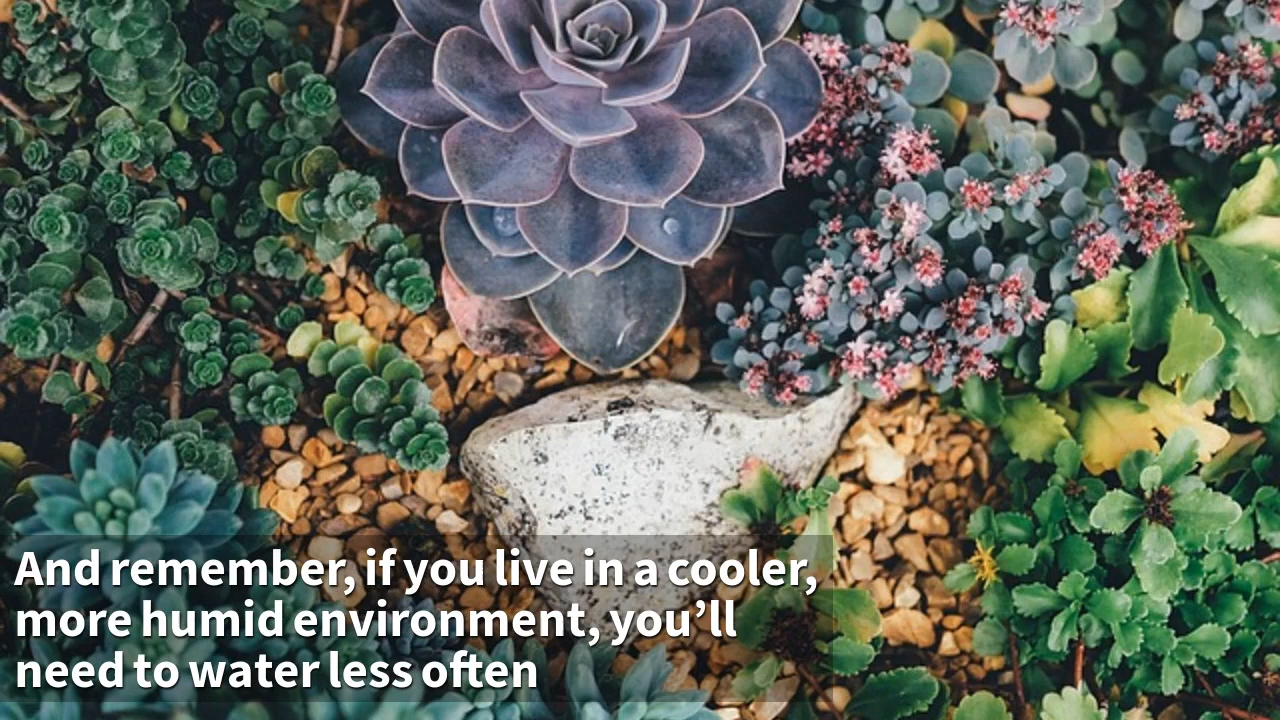 And remember, if you live in a cooler,
more humid environment, you’ll
need to water less often